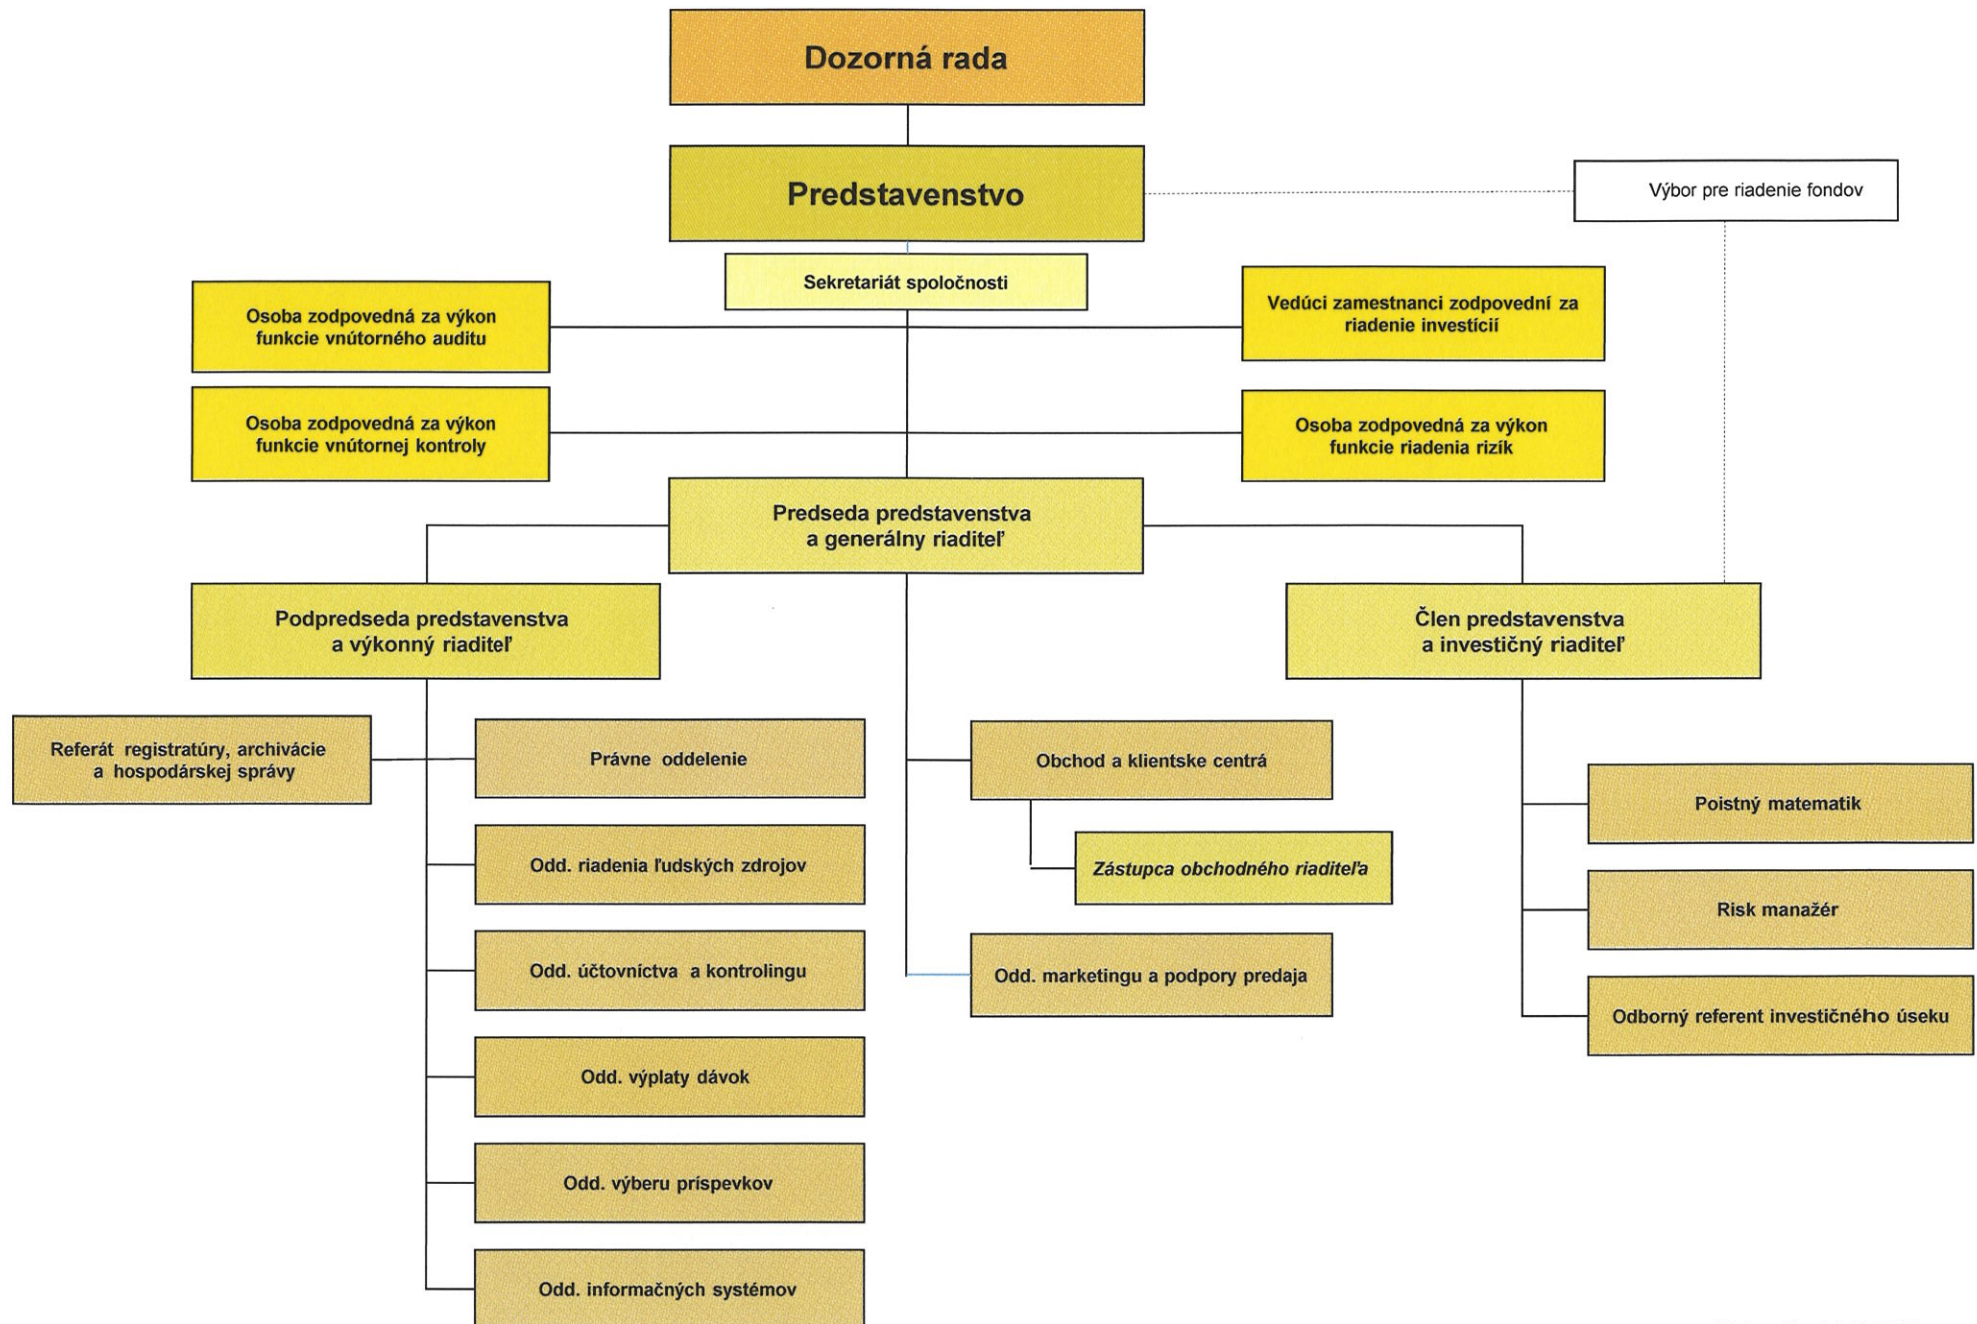 Dozorná rada
Predstavenstvo
Výbor pre riadenie fondov
Sekretariát spoločnosti
Osoba zodpovedná za výkon
funkcie vnútorného auditu
Vedúci zamestnanci zodpovední za
riadenie investícií
Osoba zodpovedná za výkon
funkcie vnútornej kontroly
Osoba zodpovedná za výkon
funkcie riadenia rizík
Predseda predstavenstva
a generálny riaditeľ
Podpredseda predstavenstva
a výkonný riaditeľ
Člen predstavenstva
a investičný riaditeľ
Referát registratúry, archivácie
a hospodárskej správy
Právne oddelenie
Odd. riadenia ľudských zdrojov
Odd. účtovníctva a kontrolingu
Odd. výplaty dávok
Odd. výberu príspevkov
Odd. informačných systémov
Obchod a klientske centrá
Zástupca obchodného riaditeľa
Odd. marketingu a podpory predaja
Poistný matematik
Risk manažér
Odborný referent investičného úseku